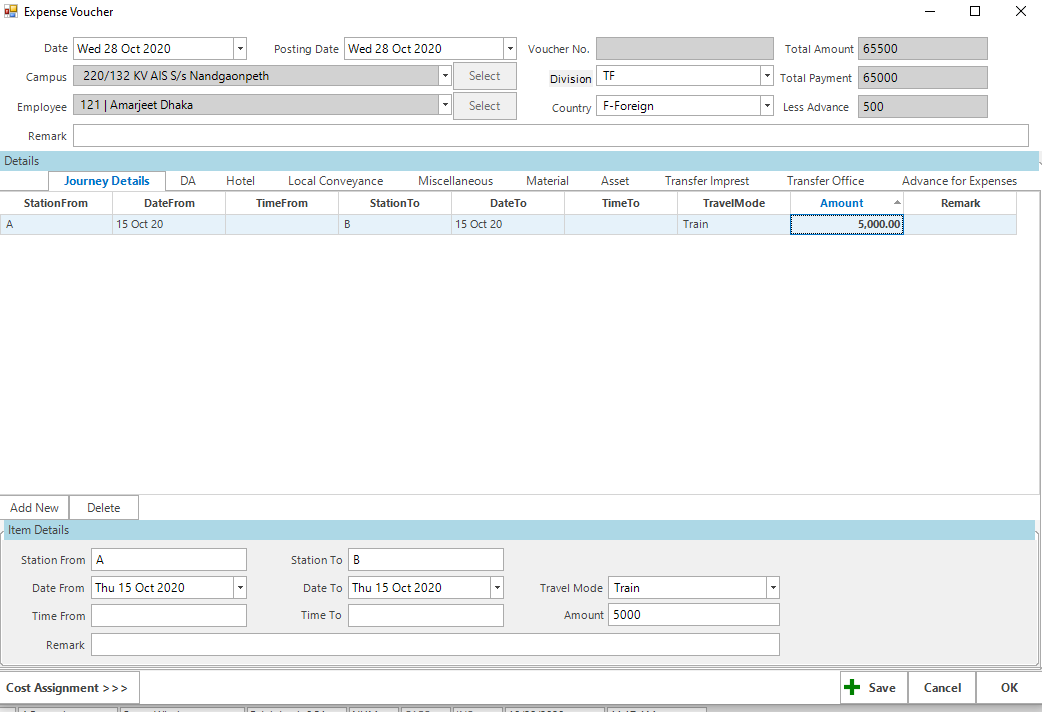 Expense Voucher
Date Wed 28 Oct 2020 Posting Date Wed 28 Oct 2020 Voucher No. Total Amount 65500
Campus 220/132 KV AIS S/s Nandgaonpeth Select Division TF Total Payment 65000
Employee 121 | Amarjeet Dhaka Select Country F-Foreign Less Advance 500
Remark
Details
Journey Details DA Hotel Local Conveyance Miscellaneous Material Asset Transfer Imprest Transfer Office Advance for Expenses
StationFrom DateFrom TimeFrom StationTo DateTo TimeTo TravelMode Amount Remark
A 15 Oct 20 B 15 Oct 20 Train 5,000.00
Add New Delete
Item Details
Station From A Station To B
Date From Thu 15 Oct 2020 Date To Thu 15 Oct 2020 Travel Mode Train
Time From Time To Amount 5000
Remark
Cost Assignment >>> Save Cancel OK